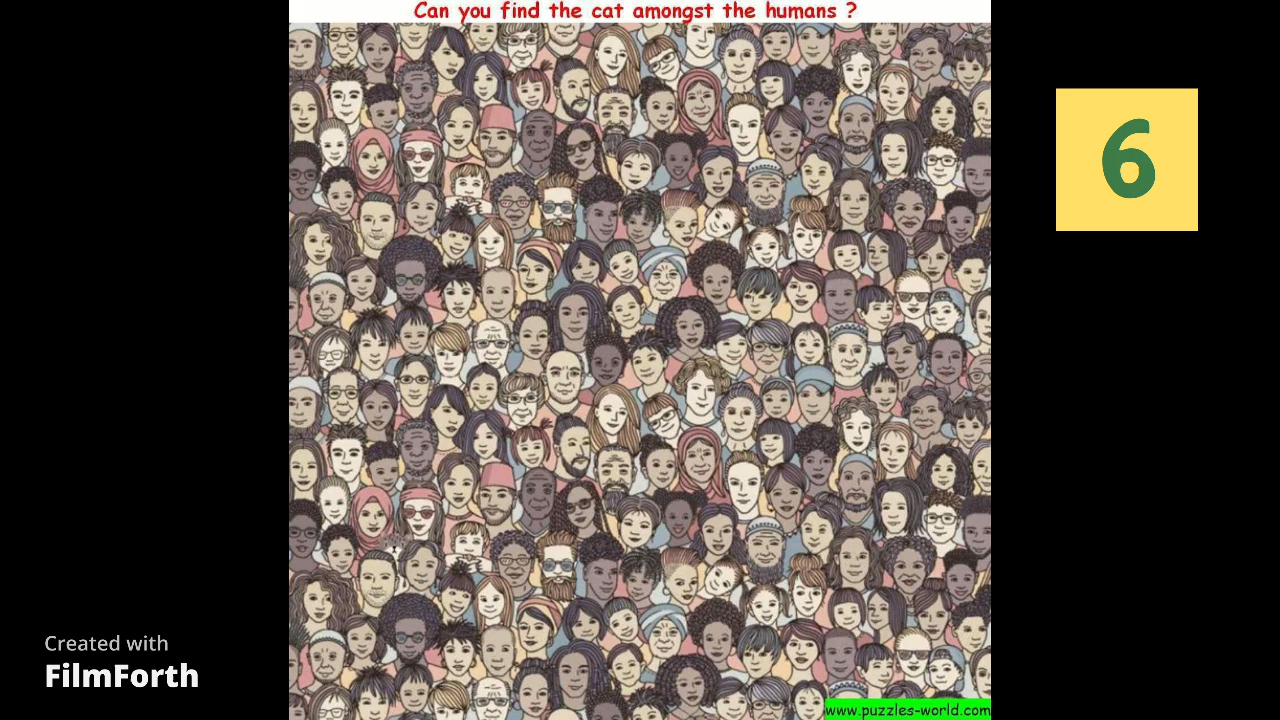 Can you find the cat amongst the humans ?
6
Created with
FilmForth
www.puzzles-world.com